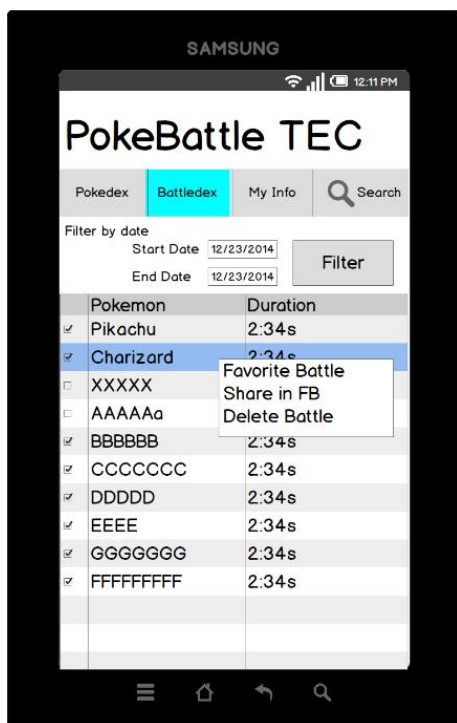 SAMSUNG
12:11 PM
PokeBattle TEC
Pokedex Battledex My Info Search
Filter by date
Start Date 12/23/2014
End Date 12/23/2014
Filter
Pokemon Duration
Pikachu 2:34s
Charizard 2:34s
Favorite Battle
Share in FB
Delete Battle
XXXXX
AAAAAa
BBBBBB 2:34s
CCCCCCC 2:34s
DDDDD 2:34s
EEEE 2:34s
GGGGGGG 2:34s
FFFFFFFFF 2:34s